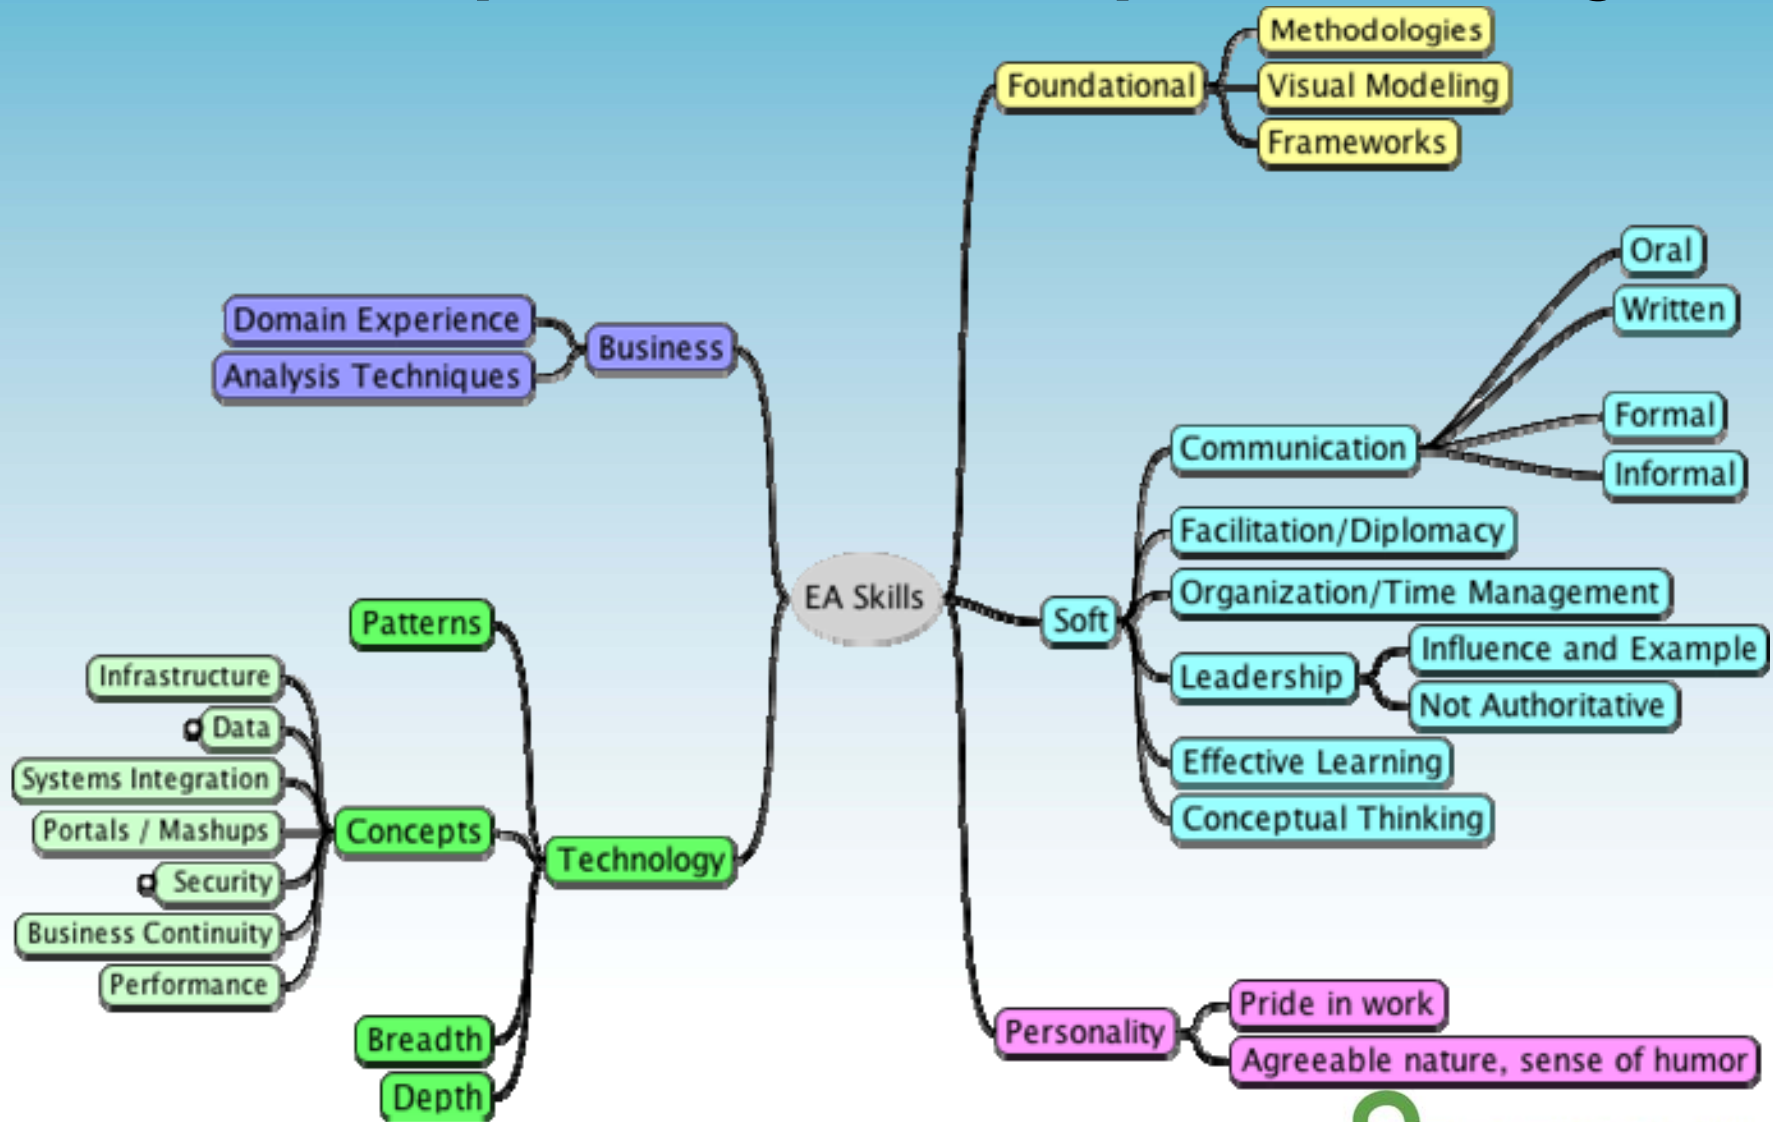 Methodologies
Foundational
Visual Modeling
Frameworks
Oral
Written
Domain Experience
Business
Analysis Techniques
Formal
Communication
Informal
Facilitation/Diplomacy
EA Skills
Organization/Time Management
Soft
Patterns
Influence and Example
Leadership
Not Authoritative
Infrastructure
Data
Effective Learning
Systems Integration
Conceptual Thinking
Portals / Mashups
Concepts
Technology
Security
Business Continuity
Performance
Pride in work
Personality
Breadth
Agreeable nature, sense of humor
Depth